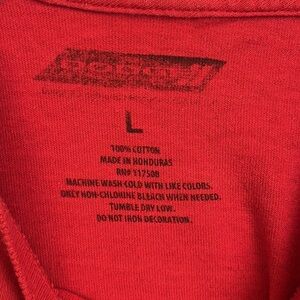 L
100% COTTON
MADE IN HONDURAS
RN# 117508
MACHINE WASH COLD WITH LIKE COLORS.
ONLY NON-CHLORINE BLEACH WHEN NEEDED.
TUMBLE DRY LOW.
DO NOT IRON DECORATION.